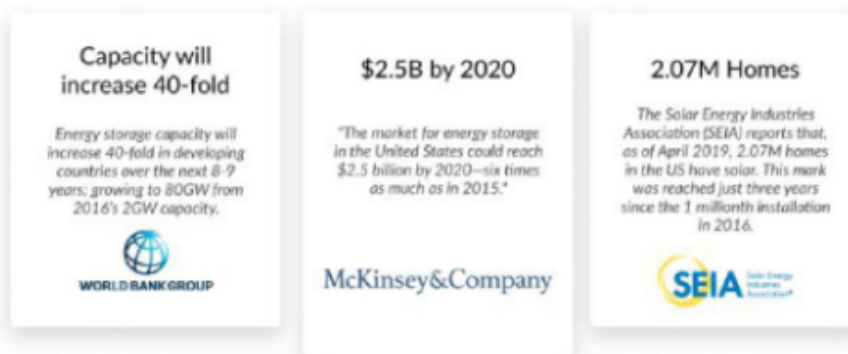 Capacity will
increase 40-fold
Energy storage capacity will
increase 40-fold in developing
countries over the next 8-9
years; growing to 80GW from
2016's 2GW capacity.
WORLD BANK GROUP
$2.5B by 2020
"The market for energy storage
in the United States could reach
$2.5 billion by 2020—six times
as much as in 2015."
McKinsey&Company
2.07M Homes
The Solar Energy Industries
Association (SEIA) reports that,
as of April 2019, 2.07M homes
in the US have solar. This mark
was reached just three years
since the 1 millionth installation
in 2016.
SEIA
Solar Energy
Industries
Association®